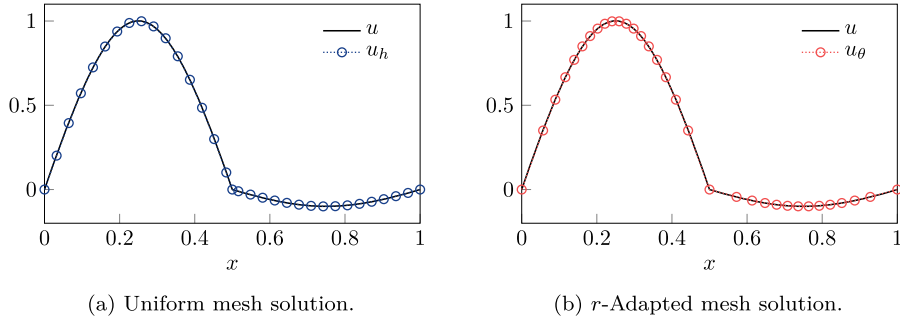 1
0.5
0
0 0.2 0.4 0.6 0.8 1
x
u
u_h
(a) Uniform mesh solution.
1
0.5
0
0 0.2 0.4 0.6 0.8 1
x
u
u_θ
(b) r-Adapted mesh solution.